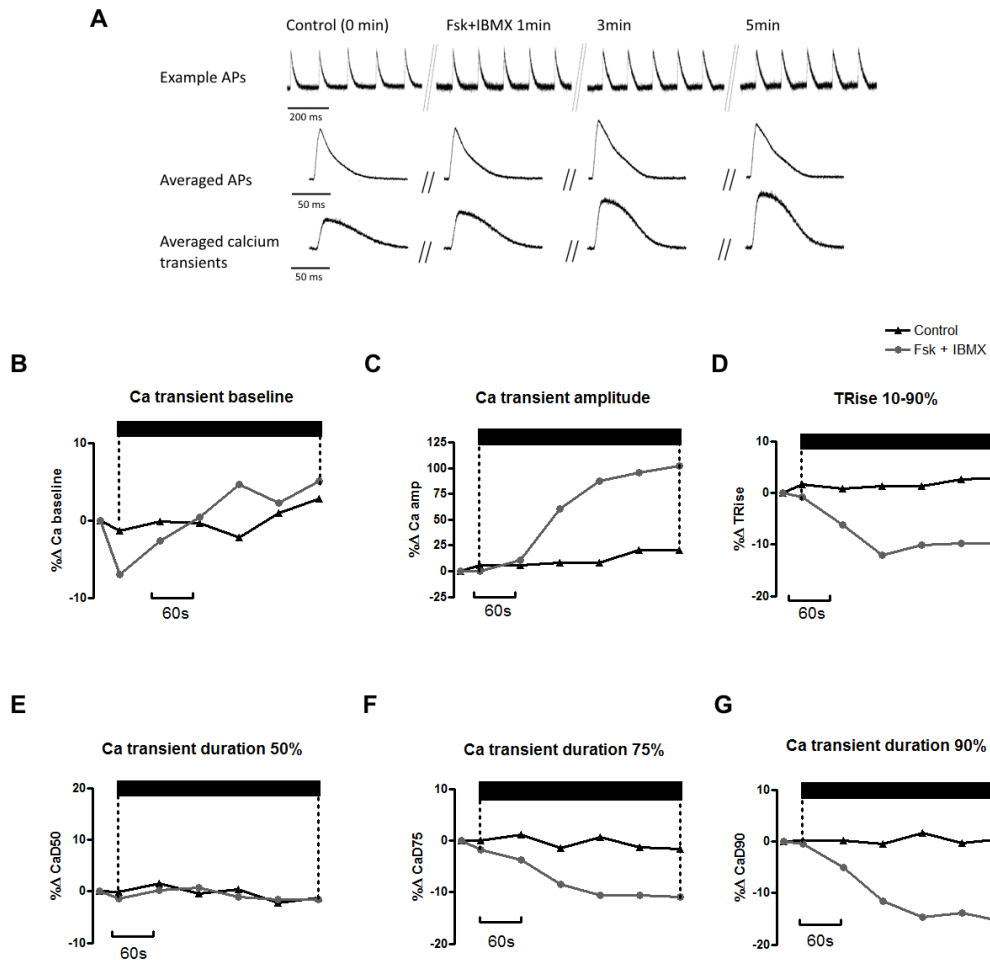 A
Control (0 min) Fsk+IBMX 1min 3min 5min
Example APs
200 ms
Averaged APs
50 ms
Averaged calcium
transients
50 ms
Control
Fsk + IBMX
B
Ca transient baseline
%Δ Ca baseline
10
0
-10
60s
C
Ca transient amplitude
%Δ Ca amp
125
100
75
50
25
0
-25
60s
D
TRise 10-90%
%Δ TRise
10
0
-10
-20
60s
E
Ca transient duration 50%
%Δ CaD50
20
10
0
-10
60s
F
Ca transient duration 75%
%Δ CaD75
10
0
-10
-20
60s
G
Ca transient duration 90%
%Δ CaD90
10
0
-10
-20
60s